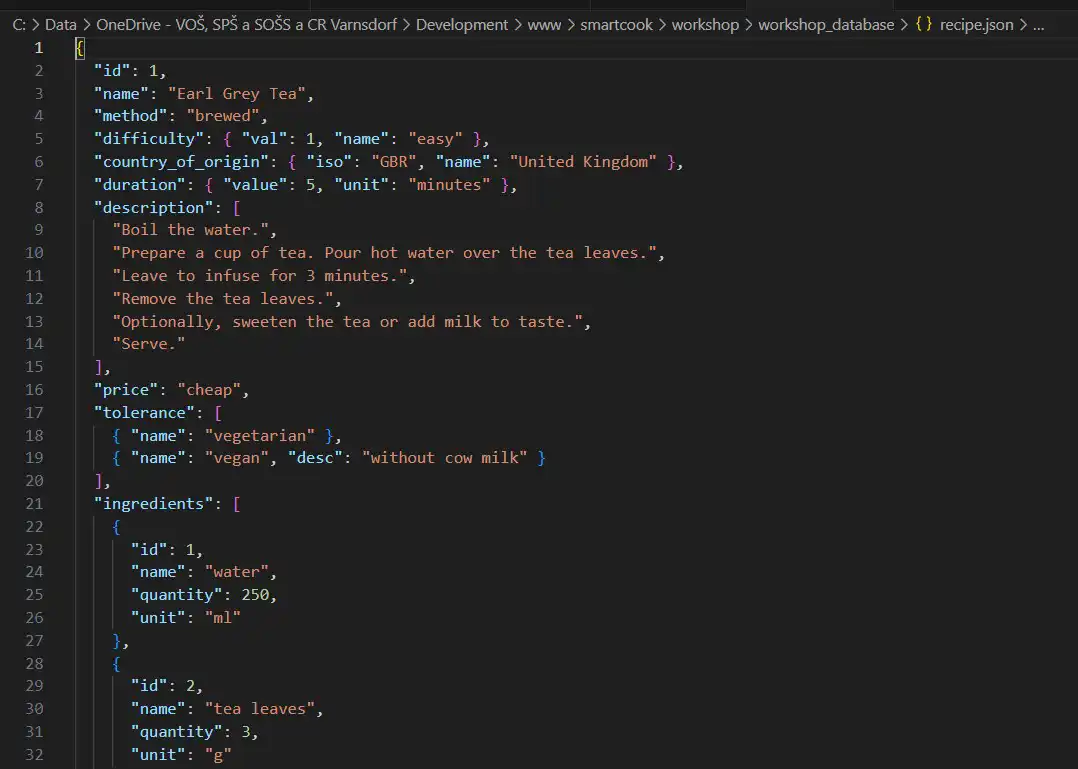 C: > Data > OneDrive - VOŠ, SPŠ a SOŠS a CR Varnsdorf > Development > www > smartcook > workshop > workshop_database > {} recipe.json > ...
1 {
2 "id": 1,
3 "name": "Earl Grey Tea",
4 "method": "brewed",
5 "difficulty": { "val": 1, "name": "easy" },
6 "country_of_origin": { "iso": "GBR", "name": "United Kingdom" },
7 "duration": { "value": 5, "unit": "minutes" },
8 "description": [
9 "Boil the water.",
10 "Prepare a cup of tea. Pour hot water over the tea leaves.",
11 "Leave to infuse for 3 minutes.",
12 "Remove the tea leaves.",
13 "Optionally, sweeten the tea or add milk to taste.",
14 "Serve."
15 ],
16 "price": "cheap",
17 "tolerance": [
18 { "name": "vegetarian" },
19 { "name": "vegan", "desc": "without cow milk" }
20 ],
21 "ingredients": [
22 {
23 "id": 1,
24 "name": "water",
25 "quantity": 250,
26 "unit": "ml"
27 },
28 {
29 "id": 2,
30 "name": "tea leaves",
31 "quantity": 3,
32 "unit": "g"